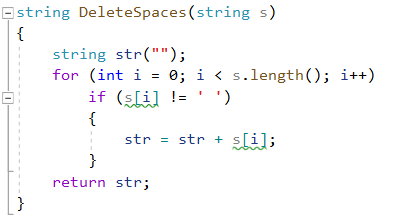 string DeleteSpaces(string s)
{
string str("");
for (int i = 0; i < s.length(); i++)
if (s[i] != ' ')
{
str = str + s[i];
}
return str;
}